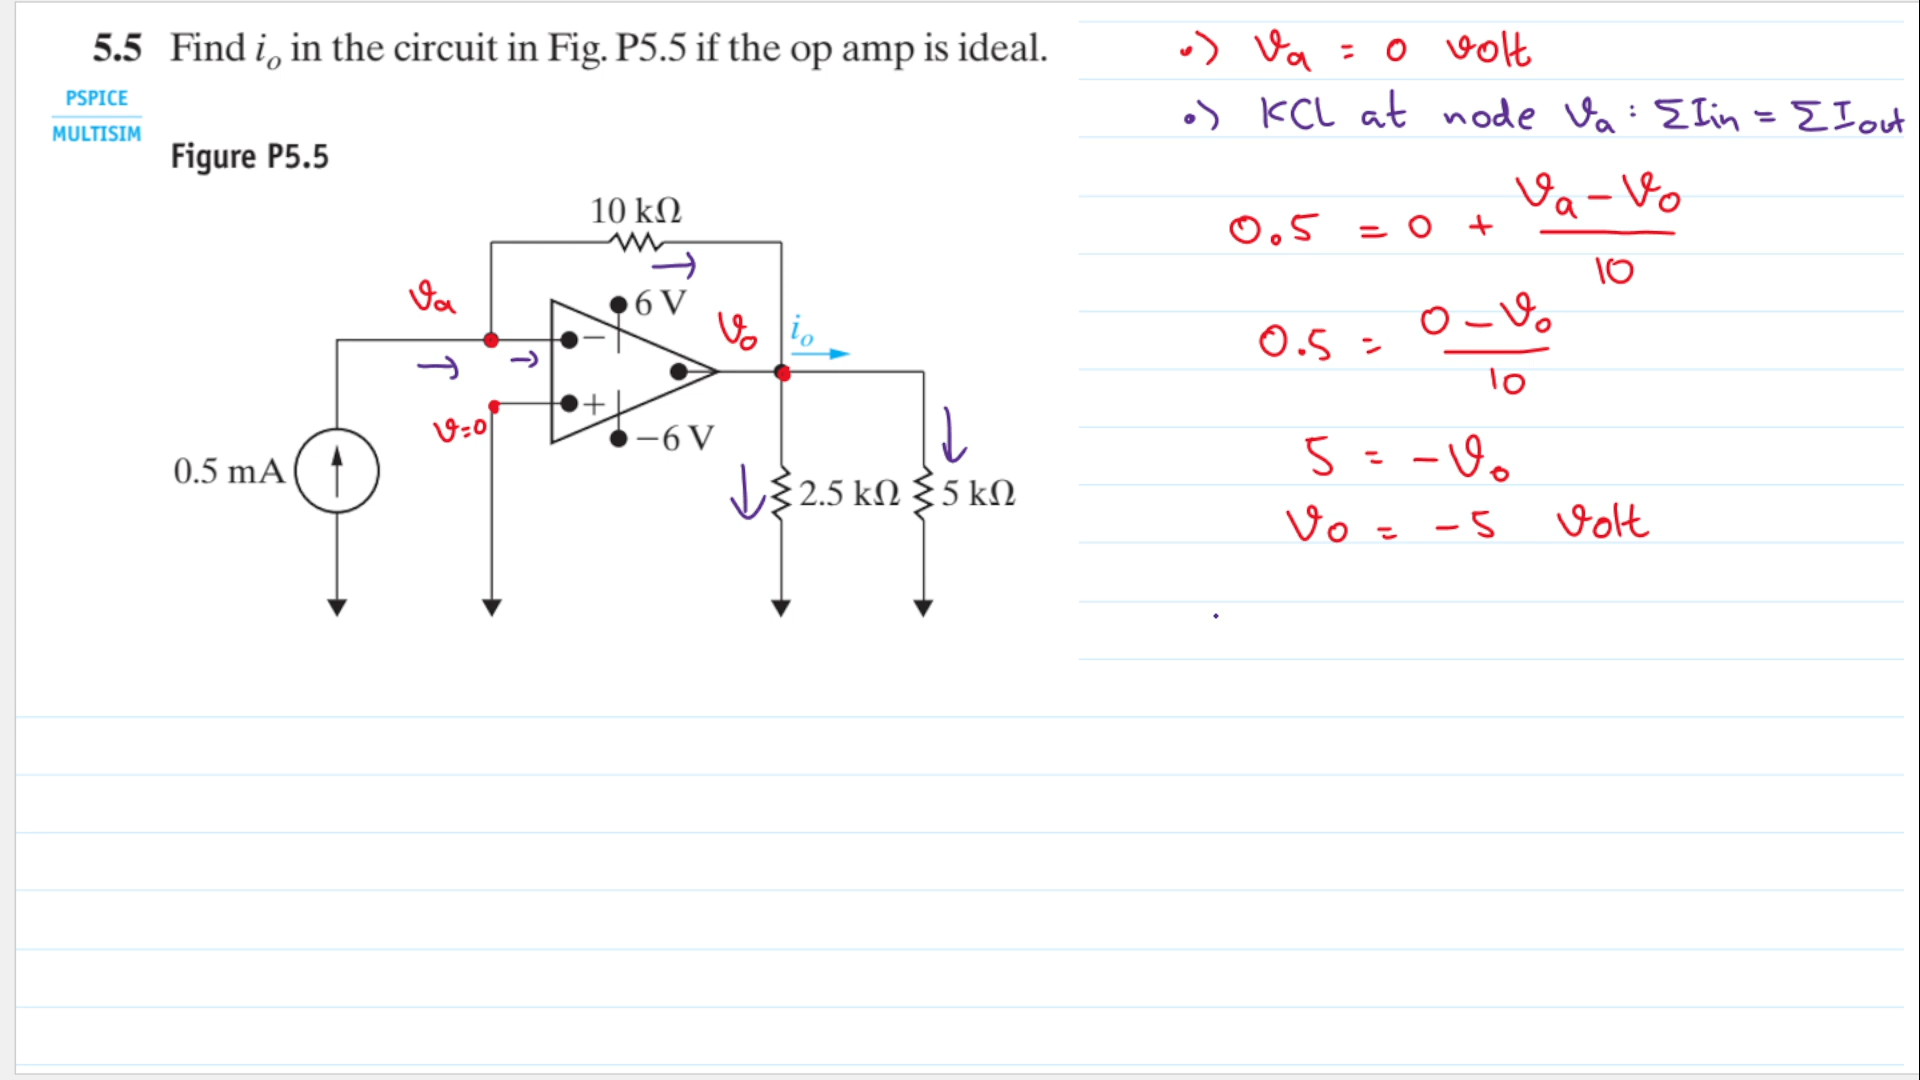 5.5 Find i_o in the circuit in Fig. P5.5 if the op amp is ideal.
PSPICE
MULTISIM
Figure P5.5
10 kΩ
6 V
v_a
v_o
i_o
−
+
v=0
−6 V
0.5 mA
2.5 kΩ
5 kΩ
•) v_a = 0 volt
•) KCL at node v_a : ΣIin = ΣIout
0.5 = 0 + (v_a − v_o)/10
0.5 = (0 − v_o)/10
5 = −v_o
v_o = −5 volt